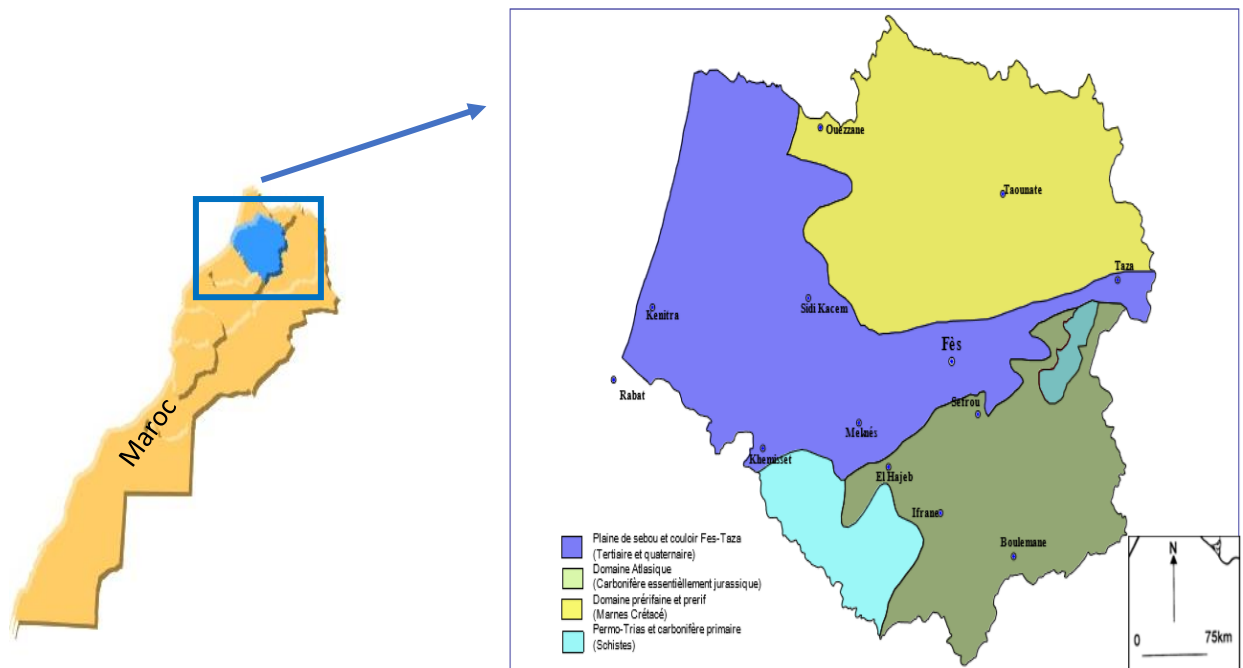 Maroc
Ouezzane
Taounate
Taza
Kenitra
Sidi Kacem
Fès
Rabat
Sefrou
Meknès
Khemisset
El Hajeb
Ifrane
Boulemane
Plaine de sebou et couloir Fes-Taza
(Tertiaire et quaternaire)
Domaine Atlasique
(Carbonifère essentièllement jurassique)
Domaine prérifaine et prerif
(Marnes Crétacé)
Permo-Trias et carbonifère primaire
(Schistes)
N
0 75km